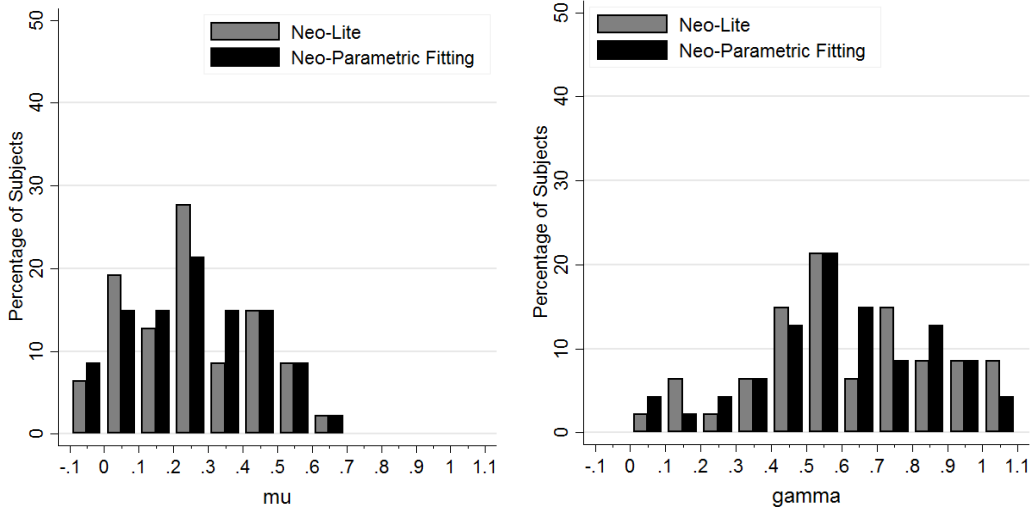 Neo-Lite
Neo-Parametric Fitting
Percentage of Subjects
50
40
30
20
10
0
-.1 0 .1 .2 .3 .4 .5 .6 .7 .8 .9 1 1.1
mu
Neo-Lite
Neo-Parametric Fitting
Percentage of Subjects
50
40
30
20
10
0
-.1 0 .1 .2 .3 .4 .5 .6 .7 .8 .9 1 1.1
gamma